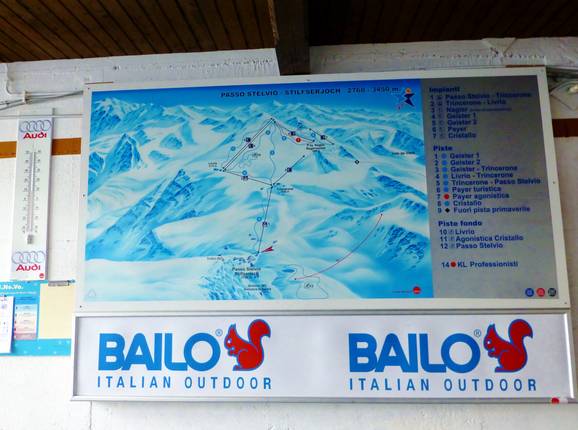 PASSO STELVIO - STILFSERJOCH 2760 - 3450 m.
Impianti
1 Passo Stelvio - Trincerone
2 Trincerone - Livrio
3 Nagler
4 Geister 1
5 Geister 2
6 Payer
7 Cristallo
Piste
1 Geister 1
2 Geister 2
3 Geister - Trincerone
4 Livrio - Trincerone
5 Trincerone - Passo Stelvio
6 Payer turistica
7 Payer agonistica
8 Cristallo
9 Fuori pista primaverile
Piste fondo
10 Livrio
11 Agonistica Cristallo
12 Passo Stelvio
14 KL Professionisti
Passo Stelvio
Audi
Audi
BAILO® BAILO®
ITALIAN OUTDOOR ITALIAN OUTDOOR